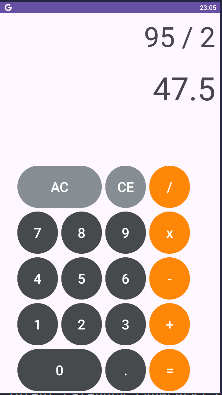 G 23:05
95 / 2
47.5
AC CE /
7 8 9 x
4 5 6 -
1 2 3 +
0 . =